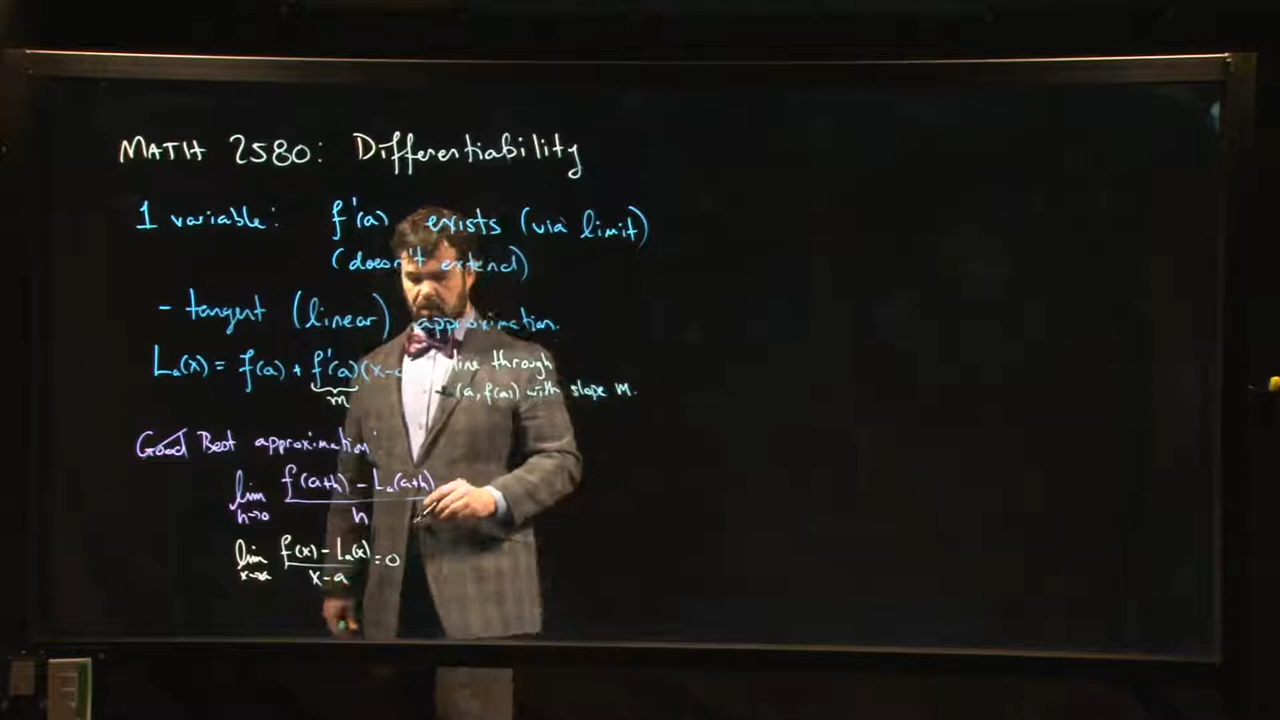 MATH 2580: Differentiability
1 variable: f'(a) exists (via limit)
(doesn't extend)
- tangent (linear) approximation.
Lₐ(x) = f(a) + f'(a)(x-a line through
m (a, f(a)) with slope m.
Good Best approximation:
lim h→0 f(a+h) - Lₐ(a+h) / h
lim x→a f(x) - Lₐ(x) / x-a = 0